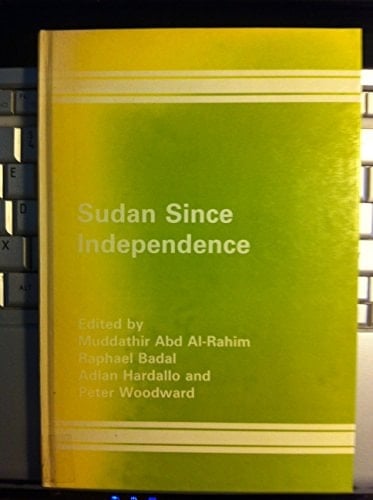 Sudan Since
Independence
Edited by
Muddathir Abd Al-Rahim
Raphael Badal
Adlan Hardallo and
Peter Woodward